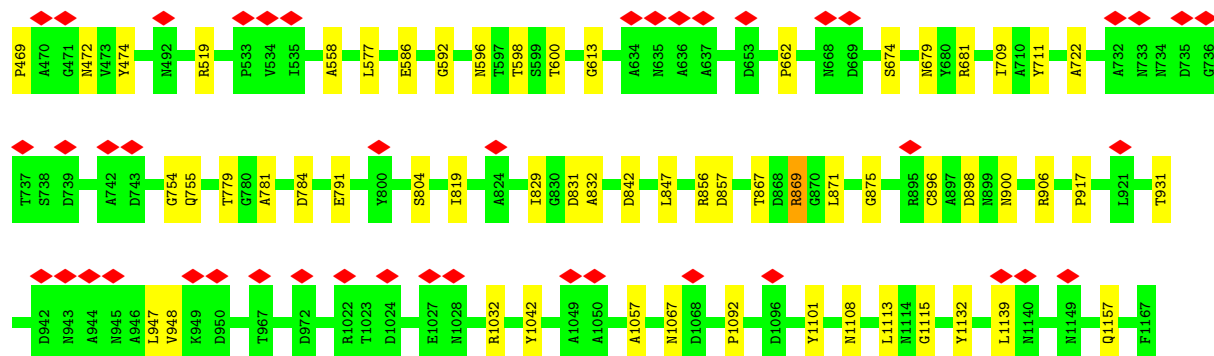 P469 A470 G471 N472 V473 Y474 N492 R519 P533 V534 I535 A558 L577 E586 G592 N596 T597 T598 S599 T600 G613 A634 N635 A636 A637 D653 P662 N668 D669 S674 N679 Y680 R681 I709 A710 Y711 A722 A732 N733 N734 D735 G736
T737 S738 D739 A742 D743 G754 Q755 T779 G780 A781 D784 E791 Y800 S804 I819 A824 I829 G830 D831 A832 D842 L847 R856 D857 T867 D868 R869 G870 L871 G875 R895 C896 A897 D898 N899 N900 R906 P917 L921 T931
D942 N943 A944 N945 A946 L947 V948 K949 D950 T967 D972 R1022 T1023 D1024 E1027 N1028 R1032 Y1042 A1049 A1050 A1057 N1067 D1068 P1092 D1096 Y1101 N1108 L1113 N1114 G1115 Y1132 L1139 N1140 N1149 Q1157 F1167